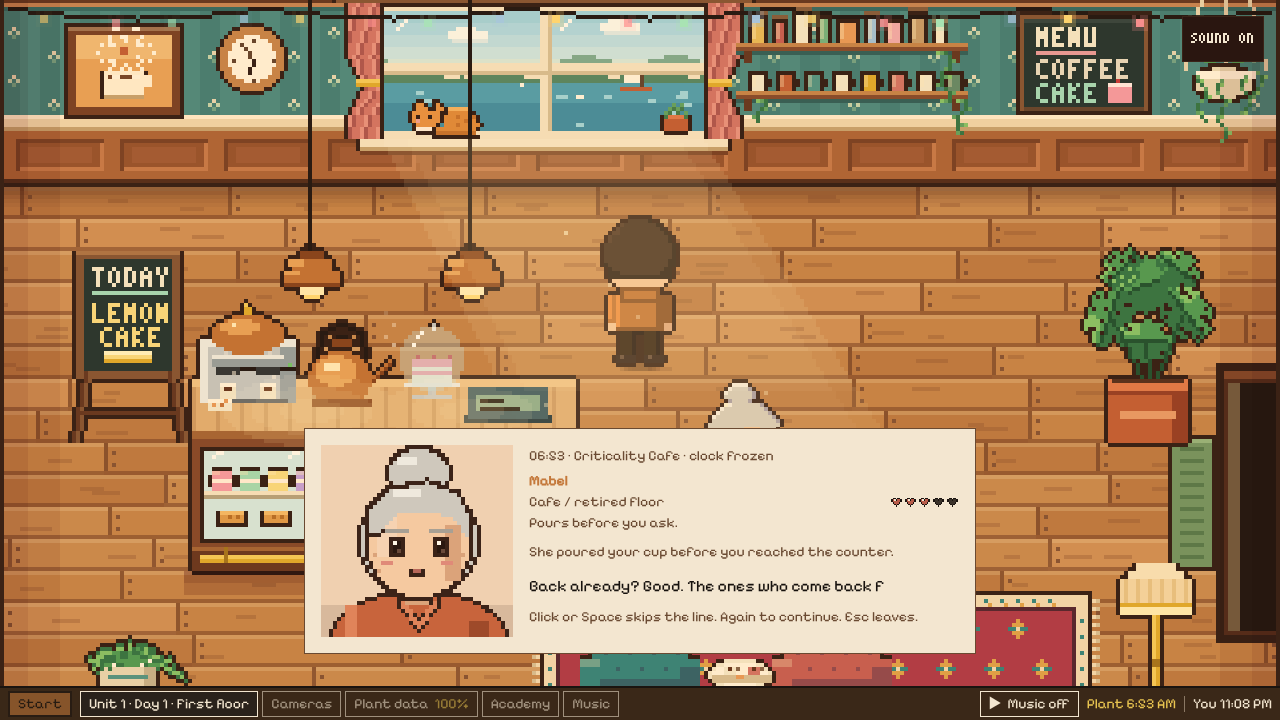 MENU
COFFEE
CAKE
SOUND ON
TODAY
LEMON
CAKE
06:53 · Criticality Cafe · clock frozen
Mabel
Cafe / retired floor
Pours before you ask.
She poured your cup before you reached the counter.
Back already? Good. The ones who come back f
Click or Space skips the line. Again to continue. Esc leaves.
Start
Unit 1 · Day 1 · First floor
Cameras
Plant data 100%
Academy
Music
▶ Music off
Plant 6:53 AM
You 11:08 PM